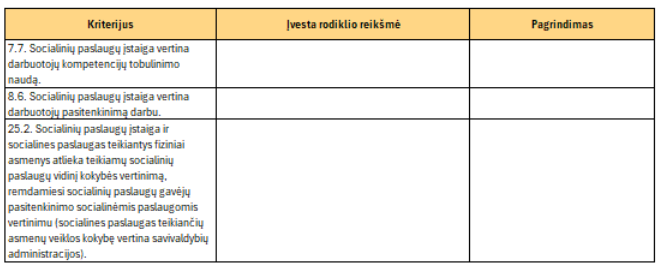 Kriterijus Įvesta rodiklio reikšmė Pagrindimas
7.7. Socialinių paslaugų įstaiga vertina
darbuotojų kompetencijų tobulinimo
naudą.
8.6. Socialinių paslaugų įstaiga vertina
darbuotojų pasitenkinimą darbu.
25.2. Socialinių paslaugų įstaiga ir
socialines paslaugas teikiantys fiziniai
asmenys atlieka teikiamų socialinių
paslaugų vidinį kokybės vertinimą,
remdamiesi socialinių paslaugų gavėjų
pasitenkinimo socialinėmis paslaugomis
vertinimu (socialines paslaugas teikiančių
asmenų veiklos kokybę vertina savivaldybių
administracijos).